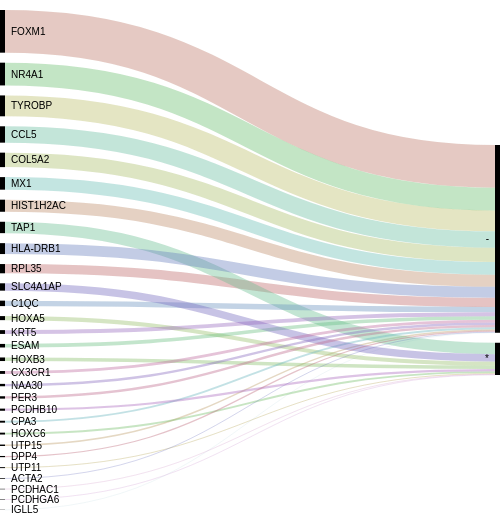 FOXM1
NR4A1
TYROBP
CCL5
COL5A2
MX1
HIST1H2AC
TAP1
HLA-DRB1
RPL35
SLC4A1AP
C1QC
HOXA5
KRT5
ESAM
HOXB3
CX3CR1
NAA30
PER3
PCDHB10
CPA3
HOXC6
UTP15
DPP4
UTP11
ACTA2
PCDHAC1
PCDHGA6
IGLL5
-
*